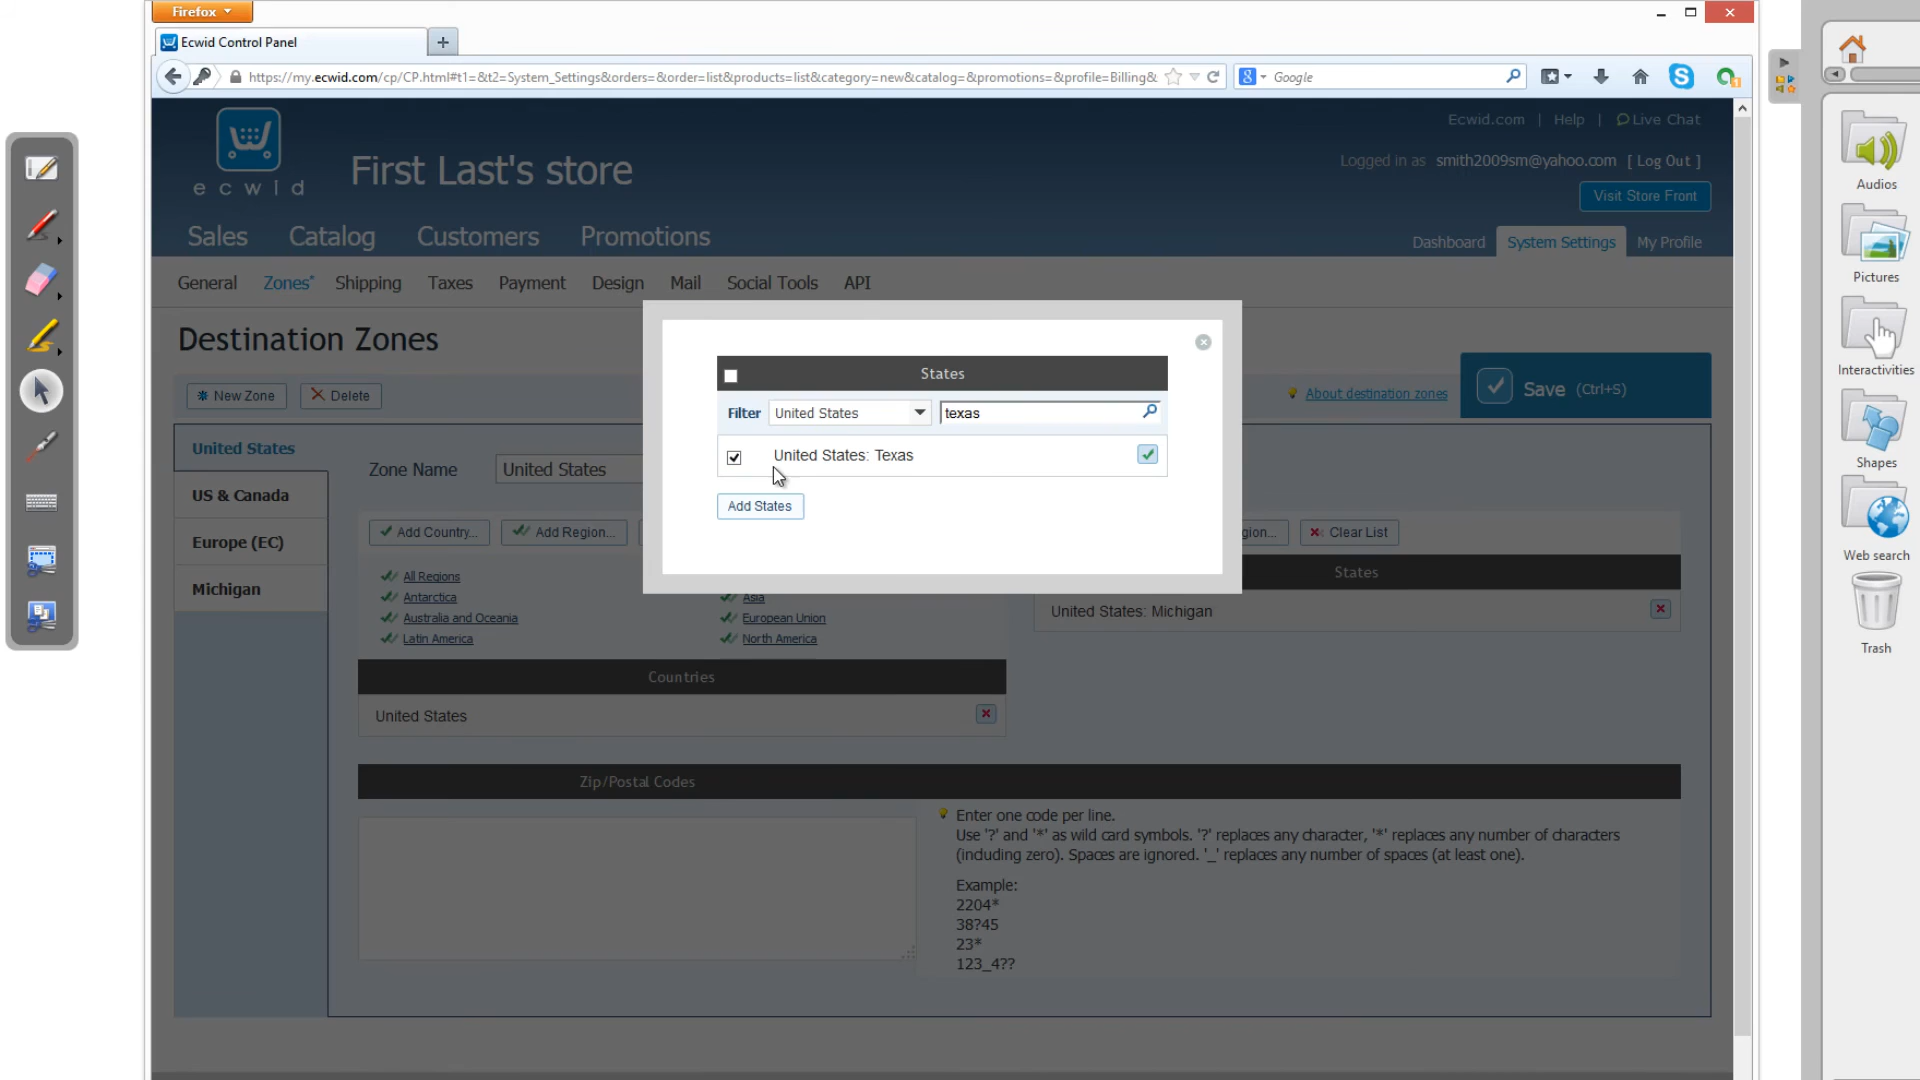 Firefox
Ecwid Control Panel
https://my.ecwid.com/cp/CP.html#t1=&t2=System_Settings&orders=&order=list&products=list&category=new&catalog=&promotions=&profile=Billing&
Google
Ecwid.com | Help | Live Chat
ecwid
First Last's store
Logged in as smith2009sm@yahoo.com [ Log Out ]
Visit Store Front
Sales Catalog Customers Promotions
Dashboard System Settings My Profile
General Zones* Shipping Taxes Payment Design Mail Social Tools API
Destination Zones
New Zone Delete
About destination zones
Save (Ctrl+S)
States
Filter United States texas
United States: Texas
Add States
United States
US & Canada
Europe (EC)
Michigan
Zone Name United States
Add Country... Add Region... gion... Clear List
All Regions
Antarctica Asia
Australia and Oceania European Union
Latin America North America
States
United States: Michigan
Countries
United States
Zip/Postal Codes
Enter one code per line.
Use '?' and '*' as wild card symbols. '?' replaces any character, '*' replaces any number of characters
(including zero). Spaces are ignored. '_' replaces any number of spaces (at least one).
Example:
2204*
38?45
23*
123_4??
Audios
Pictures
Interactivities
Shapes
Web search
Trash